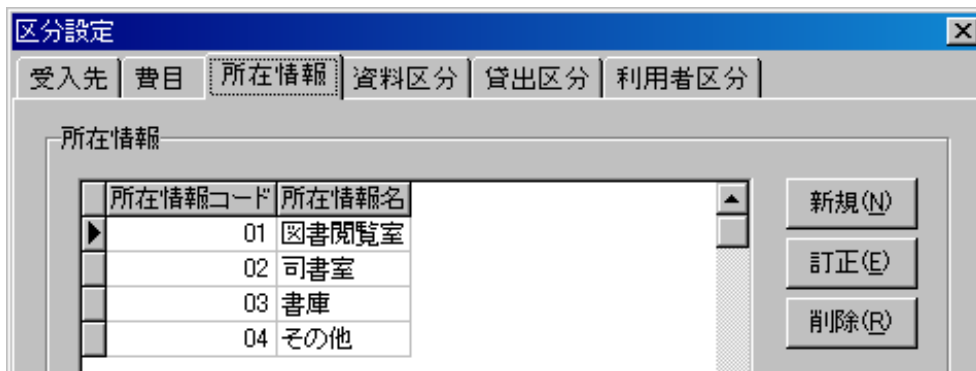 区分設定
受入先 費目 所在情報 資料区分 貸出区分 利用者区分
所在情報
所在情報コード 所在情報名
01 図書閲覧室
02 司書室
03 書庫
04 その他
新規(N)
訂正(E)
削除(R)